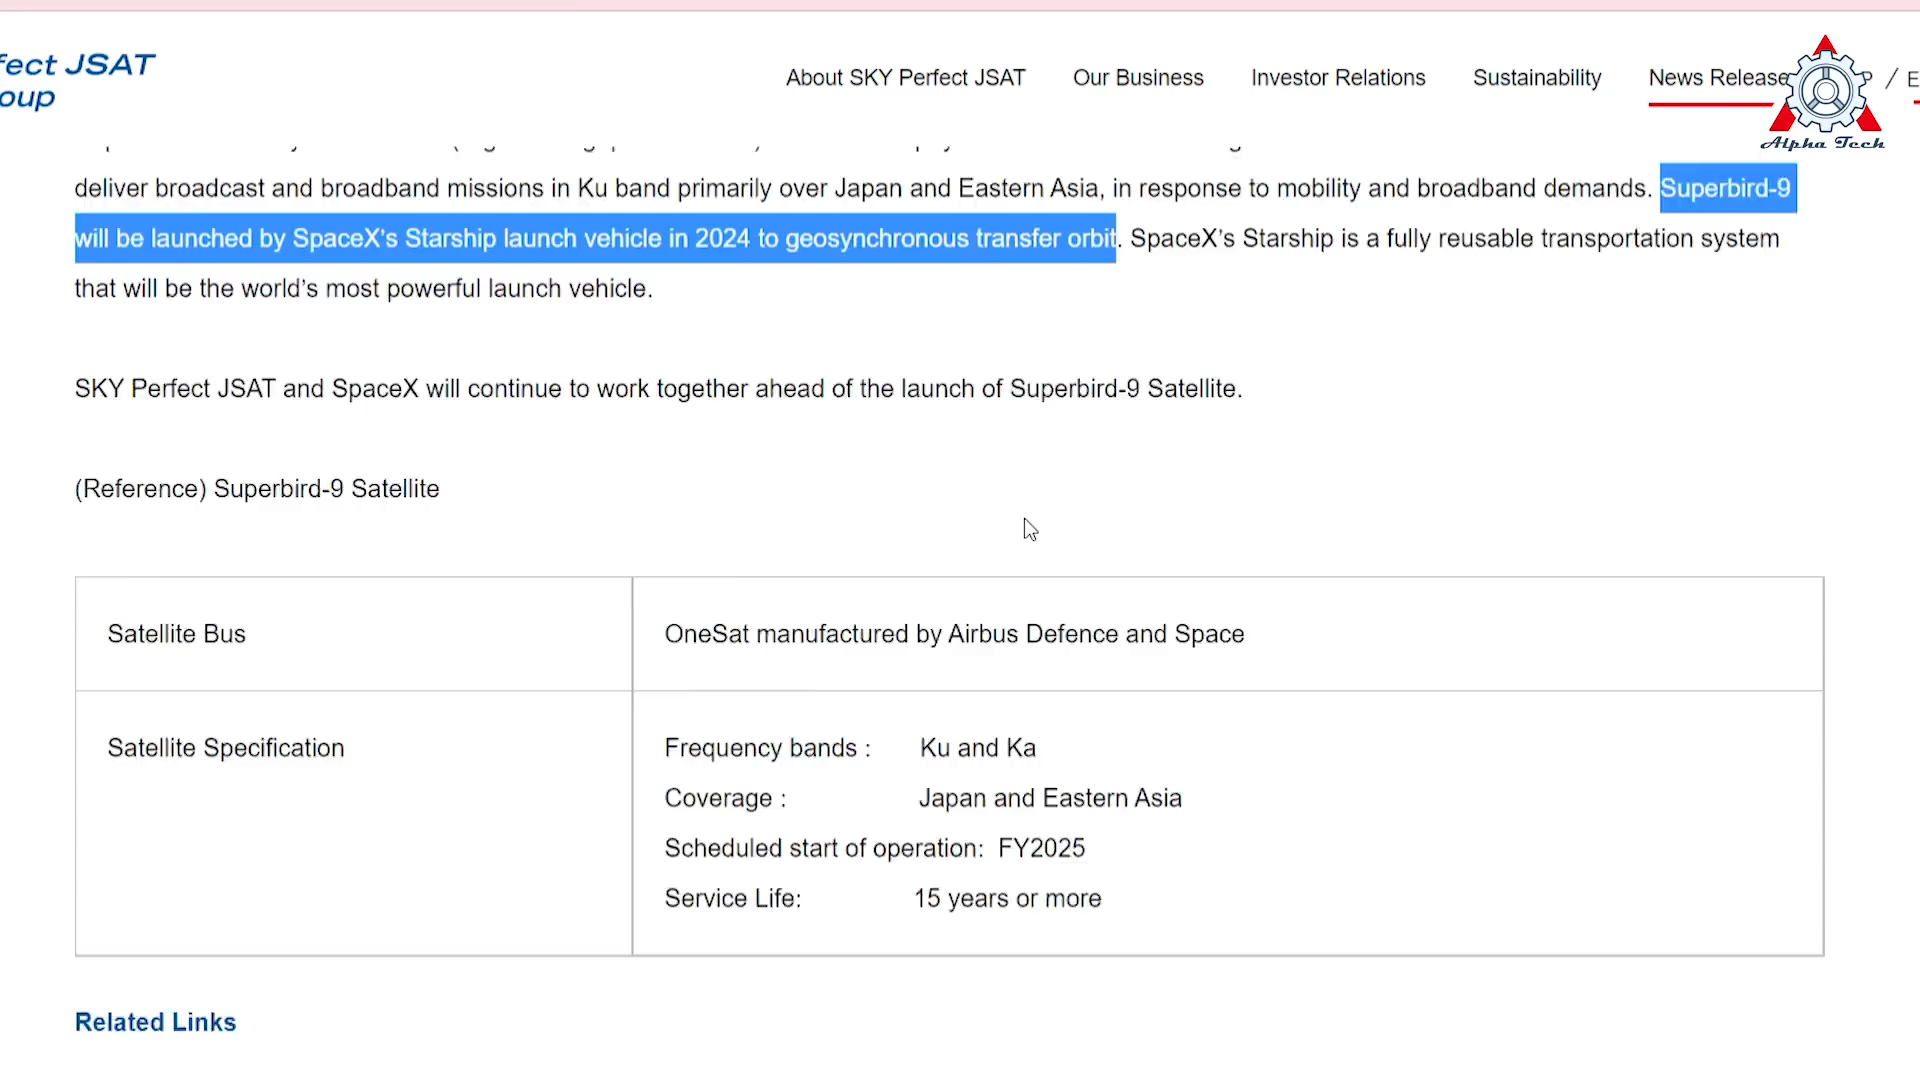 fect JSAT
oup
About SKY Perfect JSAT Our Business Investor Relations Sustainability News Release P / E
Alpha Tech
deliver broadcast and broadband missions in Ku band primarily over Japan and Eastern Asia, in response to mobility and broadband demands. Superbird-9
will be launched by SpaceX's Starship launch vehicle in 2024 to geosynchronous transfer orbit. SpaceX's Starship is a fully reusable transportation system
that will be the world's most powerful launch vehicle.
SKY Perfect JSAT and SpaceX will continue to work together ahead of the launch of Superbird-9 Satellite.
(Reference) Superbird-9 Satellite
Satellite Bus OneSat manufactured by Airbus Defence and Space
Satellite Specification Frequency bands : Ku and Ka
Coverage : Japan and Eastern Asia
Scheduled start of operation: FY2025
Service Life: 15 years or more
Related Links